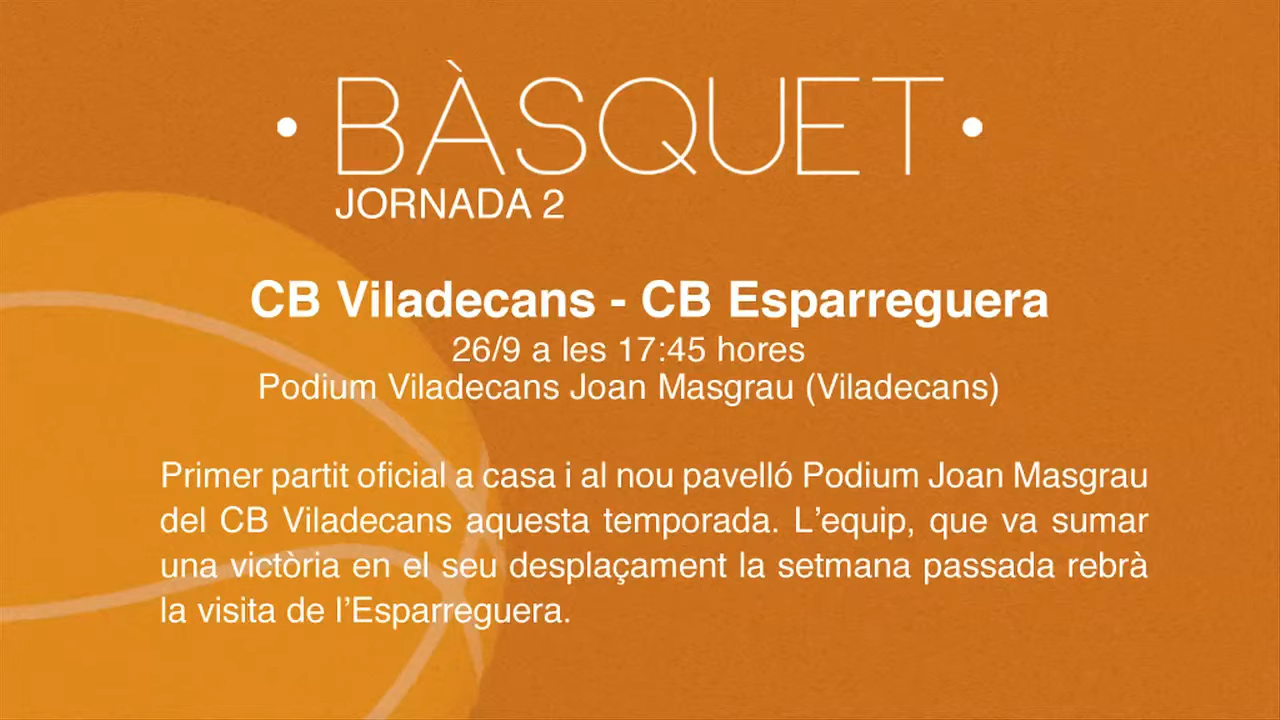 • BÀSQUET •
JORNADA 2
CB Viladecans - CB Esparreguera
26/9 a les 17:45 hores
Podium Viladecans Joan Masgrau (Viladecans)
Primer partit oficial a casa i al nou pavelló Podium Joan Masgrau
del CB Viladecans aquesta temporada. L’equip, que va sumar
una victòria en el seu desplaçament la setmana passada rebrà
la visita de l’Esparreguera.